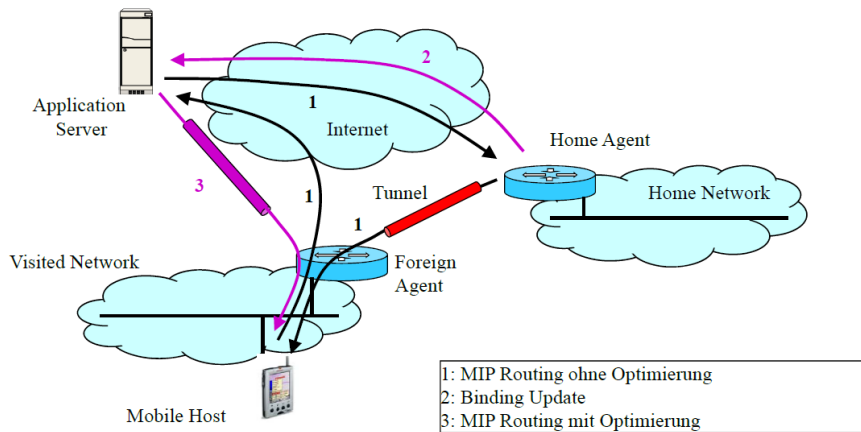 2
1
Application
Server
Internet
Home Agent
3
1
Tunnel
Home Network
1
Visited Network
Foreign
Agent
Mobile Host
1: MIP Routing ohne Optimierung
2: Binding Update
3: MIP Routing mit Optimierung